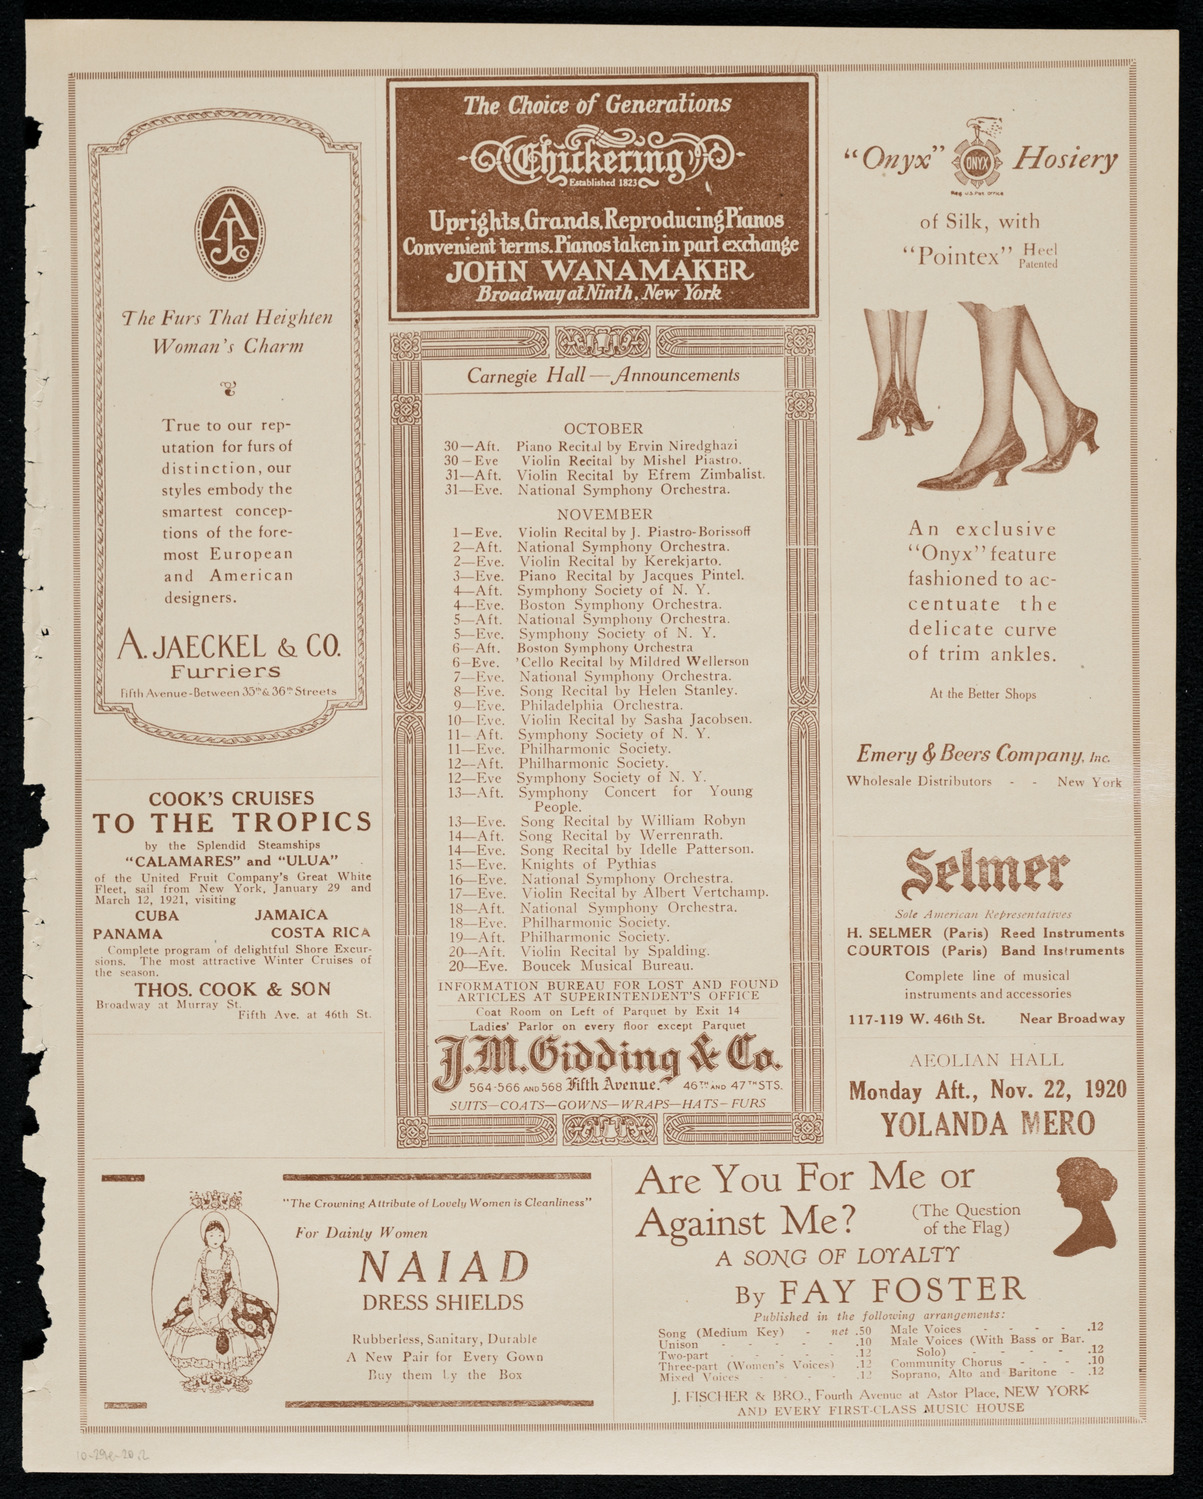 AJCo
The Furs That Heighten
Woman's Charm
True to our rep-
utation for furs of
distinction, our
styles embody the
smartest concep-
tions of the fore-
most European
and American
designers.
A. JAECKEL & CO.
Furriers
Fifth Avenue-Between 35th & 36th Streets
COOK'S CRUISES
TO THE TROPICS
by the Splendid Steamships
"CALAMARES" and "ULUA"
of the United Fruit Company's Great White
Fleet, sail from New York, January 29 and
March 12, 1921, visiting
CUBA JAMAICA
PANAMA COSTA RICA
Complete program of delightful Shore Excur-
sions. The most attractive Winter Cruises of
the season.
THOS. COOK & SON
Broadway at Murray St.
Fifth Ave. at 46th St.
The Choice of Generations
Chickering
Established 1823
Uprights, Grands, Reproducing Pianos
Convenient terms. Pianos taken in part exchange
JOHN WANAMAKER
Broadway at Ninth, New York
Carnegie Hall — Announcements
OCTOBER
30—Aft. Piano Recital by Ervin Niredghazi
30—Eve Violin Recital by Mishel Piastro.
31—Aft. Violin Recital by Efrem Zimbalist.
31—Eve. National Symphony Orchestra.
NOVEMBER
1—Eve. Violin Recital by J. Piastro-Borissoff
2—Aft. National Symphony Orchestra.
2—Eve. Violin Recital by Kerekjarto.
3—Eve. Piano Recital by Jacques Pintel.
4—Aft. Symphony Society of N. Y.
4—Eve. Boston Symphony Orchestra.
5—Aft. National Symphony Orchestra.
5—Eve. Symphony Society of N. Y.
6—Aft. Boston Symphony Orchestra
6—Eve. 'Cello Recital by Mildred Wellerson
7—Eve. National Symphony Orchestra.
8—Eve. Song Recital by Helen Stanley.
9—Eve. Philadelphia Orchestra.
10—Eve. Violin Recital by Sasha Jacobsen.
11—Aft. Symphony Society of N. Y.
11—Eve. Philharmonic Society.
12—Aft. Philharmonic Society.
12—Eve Symphony Society of N. Y.
13—Aft. Symphony Concert for Young
People.
13—Eve. Song Recital by William Robyn
14—Aft. Song Recital by Werrenrath.
14—Eve. Song Recital by Idelle Patterson.
15—Eve. Knights of Pythias
16—Eve. National Symphony Orchestra.
17—Eve. Violin Recital by Albert Vertchamp.
18—Aft. National Symphony Orchestra.
18—Eve. Philharmonic Society.
19—Aft. Philharmonic Society.
20—Aft. Violin Recital by Spalding.
20—Eve. Boucek Musical Bureau.
INFORMATION BUREAU FOR LOST AND FOUND
ARTICLES AT SUPERINTENDENT'S OFFICE
Coat Room on Left of Parquet by Exit 14
Ladies' Parlor on every floor except Parquet
J. M. Gidding & Co.
564-566 AND 568 Fifth Avenue. 46TH AND 47TH STS.
SUITS—COATS—GOWNS—WRAPS—HATS—FURS
"Onyx" ONYX Hosiery
Reg. U.S. Pat. Office
of Silk, with
"Pointex" Heel
Patented
An exclusive
"Onyx" feature
fashioned to ac-
centuate the
delicate curve
of trim ankles.
At the Better Shops
Emery & Beers Company, Inc.
Wholesale Distributors - - New York
Selmer
Sole American Representatives
H. SELMER (Paris) Reed Instruments
COURTOIS (Paris) Band Instruments
Complete line of musical
instruments and accessories
117-119 W. 46th St. Near Broadway
AEOLIAN HALL
Monday Aft., Nov. 22, 1920
YOLANDA MERO
"The Crowning Attribute of Lovely Women is Cleanliness"
For Dainty Women
NAIAD
DRESS SHIELDS
Rubberless, Sanitary, Durable
A New Pair for Every Gown
Buy them by the Box
Are You For Me or
Against Me? (The Question
of the Flag)
A SONG OF LOYALTY
By FAY FOSTER
Published in the following arrangements:
Song (Medium Key) - net .50
Unison - - - - - .10
Two-part - - - - - .12
Three-part (Women's Voices) .12
Mixed Voices - - - - .12
Male Voices - - - - .12
Male Voices (With Bass or Bar.
Solo) - - - - .12
Community Chorus - - - .10
Soprano, Alto and Baritone - .12
J. FISCHER & BRO., Fourth Avenue at Astor Place, NEW YORK
AND EVERY FIRST-CLASS MUSIC HOUSE
10-29e-20:2